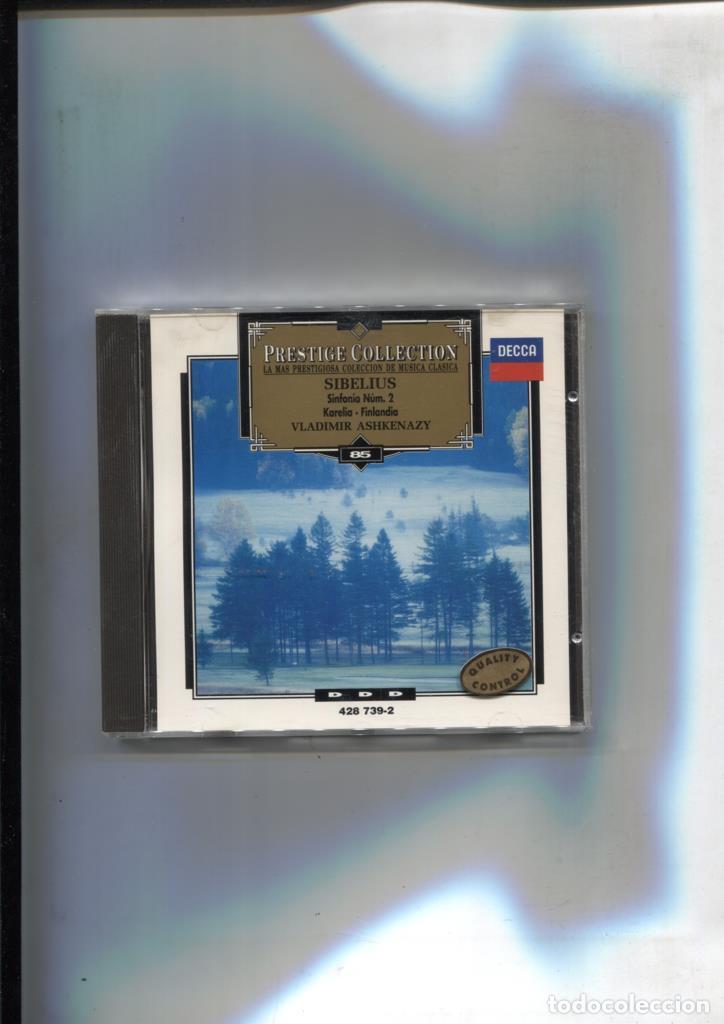 PRESTIGE COLLECTION
LA MAS PRESTIGIOSA COLECCION DE MUSICA CLASICA
SIBELIUS
Sinfonía Núm. 2
Karelia - Finlandia
VLADIMIR ASHKENAZY
85
DECCA
QUALITY
CONTROL
D D D
428 739-2
todocoleccion